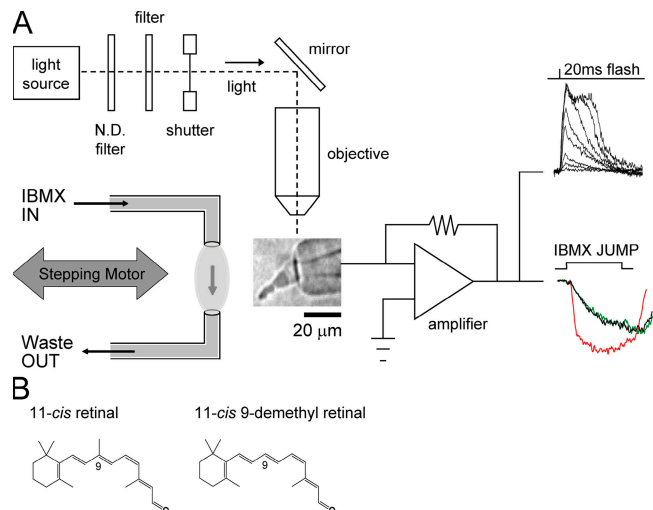 A
filter
mirror
light
source
light
20ms flash
N.D.
filter
shutter
objective
IBMX
IN
Stepping Motor
IBMX JUMP
amplifier
20 μm
Waste
OUT
B
11-cis retinal
11-cis 9-demethyl retinal
9
9